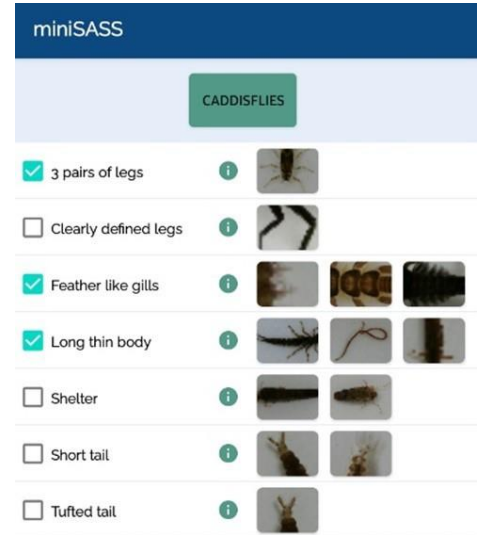 miniSASS
CADDISFLIES
3 pairs of legs
Clearly defined legs
Feather like gills
Long thin body
Shelter
Short tail
Tufted tail